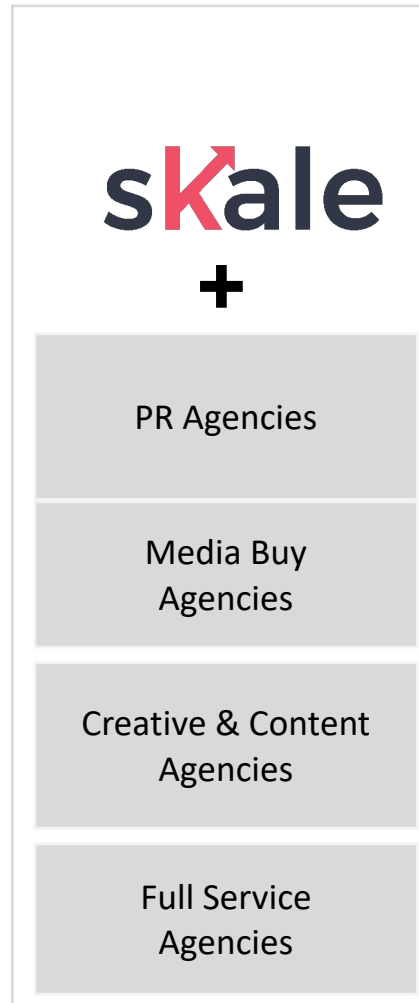 sKale
+
PR Agencies
Media Buy
Agencies
Creative & Content
Agencies
Full Service
Agencies